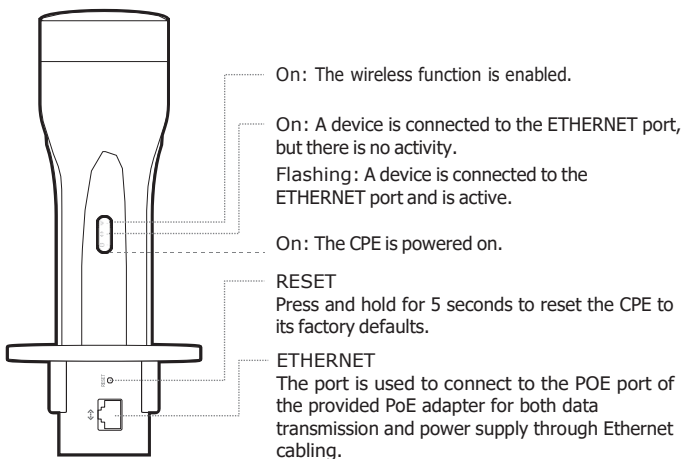 On: The wireless function is enabled.
On: A device is connected to the ETHERNET port,
but there is no activity.
Flashing: A device is connected to the
ETHERNET port and is active.
On: The CPE is powered on.
RESET
Press and hold for 5 seconds to reset the CPE to
its factory defaults.
RESET
ETHERNET
The port is used to connect to the POE port of
the provided PoE adapter for both data
transmission and power supply through Ethernet
cabling.